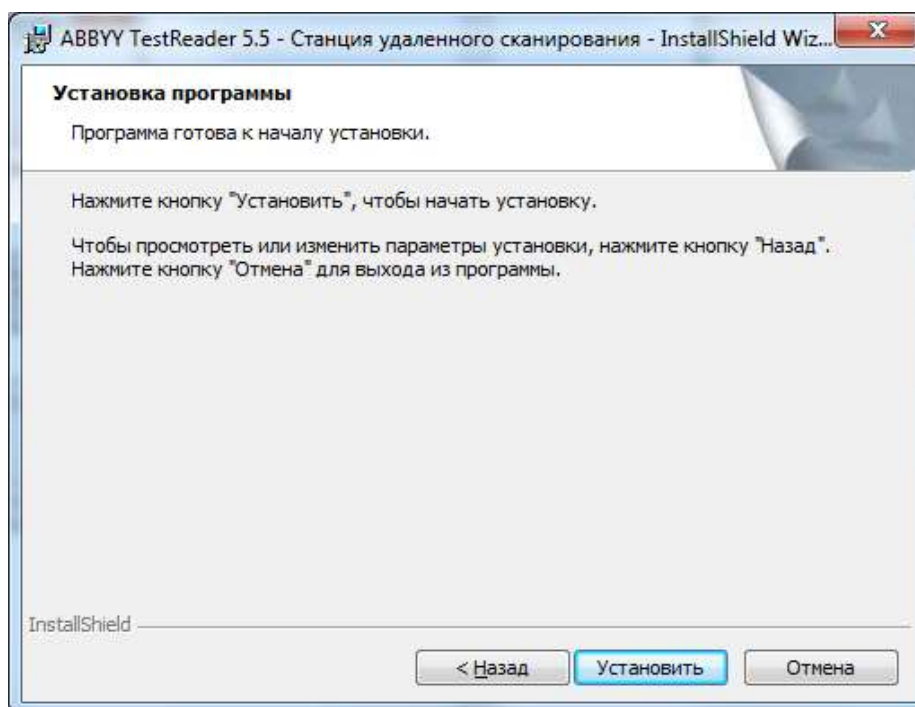 ABBYY TestReader 5.5 - Станция удаленного сканирования - InstallShield Wiz...
Установка программы
Программа готова к началу установки.
Нажмите кнопку "Установить", чтобы начать установку.
Чтобы просмотреть или изменить параметры установки, нажмите кнопку "Назад".
Нажмите кнопку "Отмена" для выхода из программы.
InstallShield
< Назад Установить Отмена